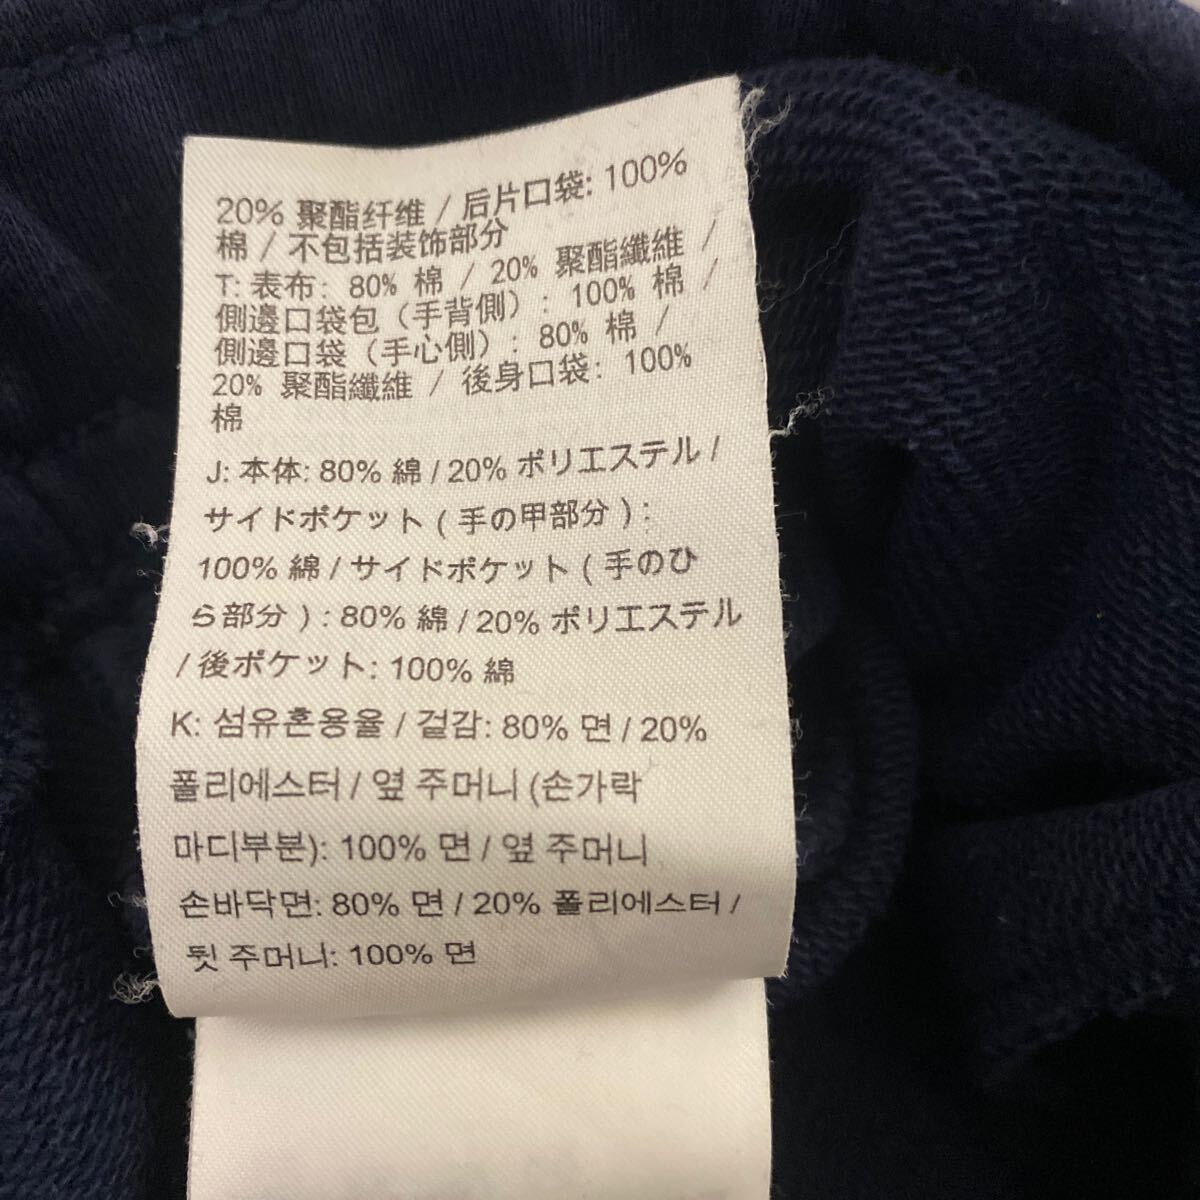 20% 聚酯纤维 / 后片口袋: 100%
棉 / 不包括装饰部分
T: 表布: 80% 棉 / 20% 聚酯纖維 /
側邊口袋包（手背側）: 100% 棉 /
側邊口袋（手心側）: 80% 棉 /
20% 聚酯纖維 / 後身口袋: 100%
棉
J: 本体: 80% 綿 / 20% ポリエステル /
サイドポケット ( 手の甲部分 ) :
100% 綿 / サイドポケット ( 手のひ
ら部分 ) : 80% 綿 / 20% ポリエステル
/ 後ポケット: 100% 綿
K: 섬유혼용율 / 겉감: 80% 면 / 20%
폴리에스터 / 옆 주머니 (손가락
마디부분): 100% 면 / 옆 주머니
손바닥면: 80% 면 / 20% 폴리에스터 /
뒷 주머니: 100% 면